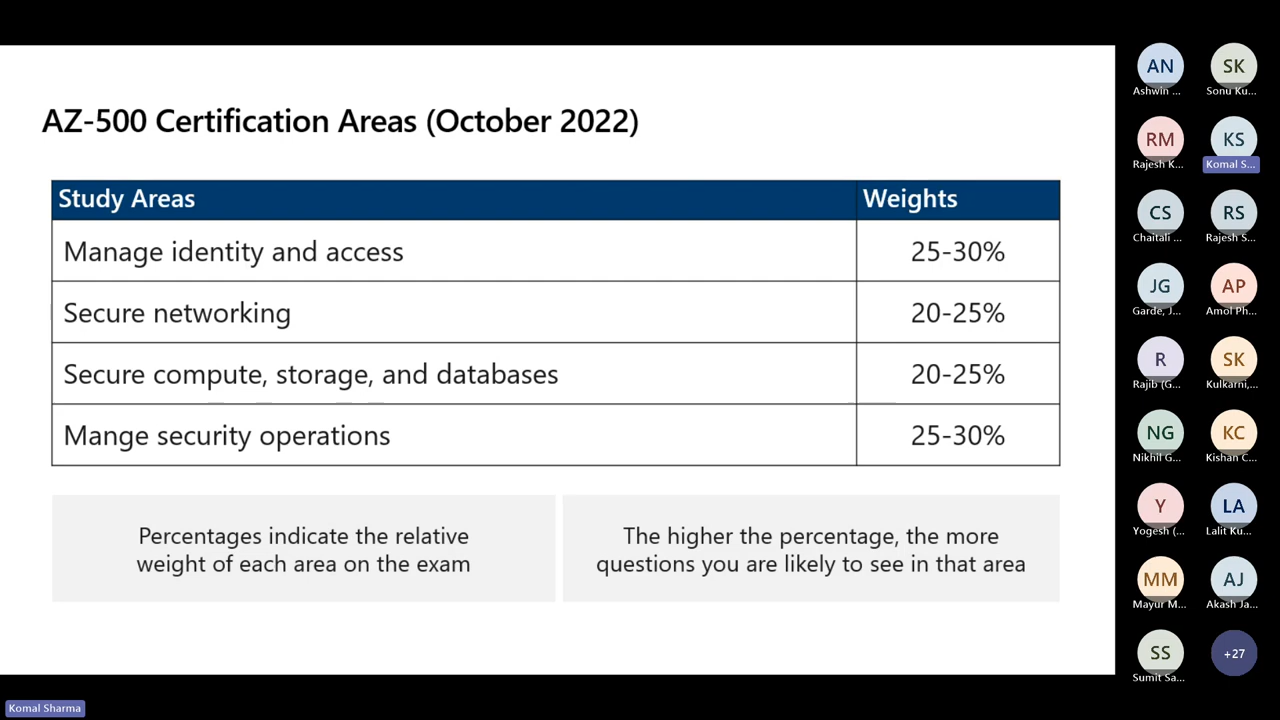 AZ-500 Certification Areas (October 2022)
Study Areas Weights
Manage identity and access 25-30%
Secure networking 20-25%
Secure compute, storage, and databases 20-25%
Mange security operations 25-30%
Percentages indicate the relative
weight of each area on the exam
The higher the percentage, the more
questions you are likely to see in that area
AN SK
Ashwin ... Sonu Ku...
RM KS
Rajesh K... Komal S...
CS RS
Chaitali ... Rajesh S...
JG AP
Garde, J... Amol Ph...
R SK
Rajib (G... Kulkarni,...
NG KC
Nikhil G... Kishan C...
Y LA
Yogesh (... Lalit Ku...
MM AJ
Mayur M... Akash Ja...
SS +27
Sumit Sa...
Komal Sharma